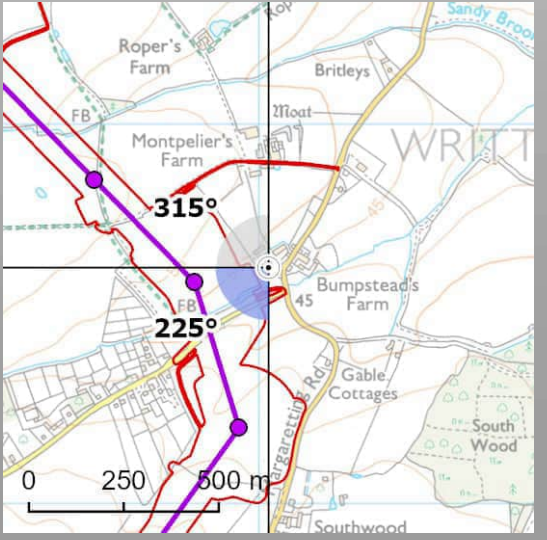 Rop
Sandy Broo
Roper's
Farm
Britleys
FB
Moat
WRITT
Montpelier's
Farm
315°
45
Bumpstead's
Farm
45
FB
225°
Gable
Cottages
Margaretting Rd
South
Wood
0 250 500 m
Southwood